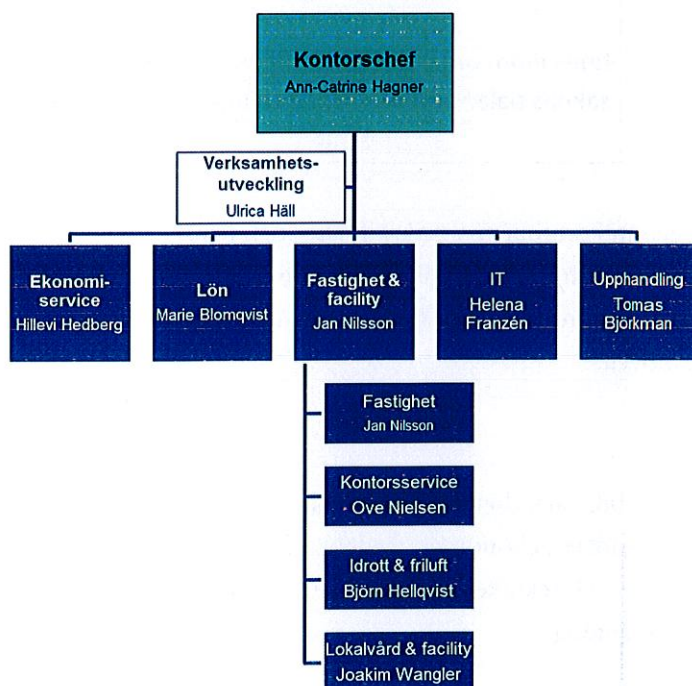 Kontorschef
Ann-Catrine Hagner
Verksamhets-
utveckling
Ulrica Häll
Ekonomi-
service
Hillevi Hedberg
Lön
Marie Blomqvist
Fastighet &
facility
Jan Nilsson
IT
Helena
Franzén
Upphandling
Tomas
Björkman
Fastighet
Jan Nilsson
Kontorsservice
Ove Nielsen
Idrott & friluft
Björn Hellqvist
Lokalvård & facility
Joakim Wangler